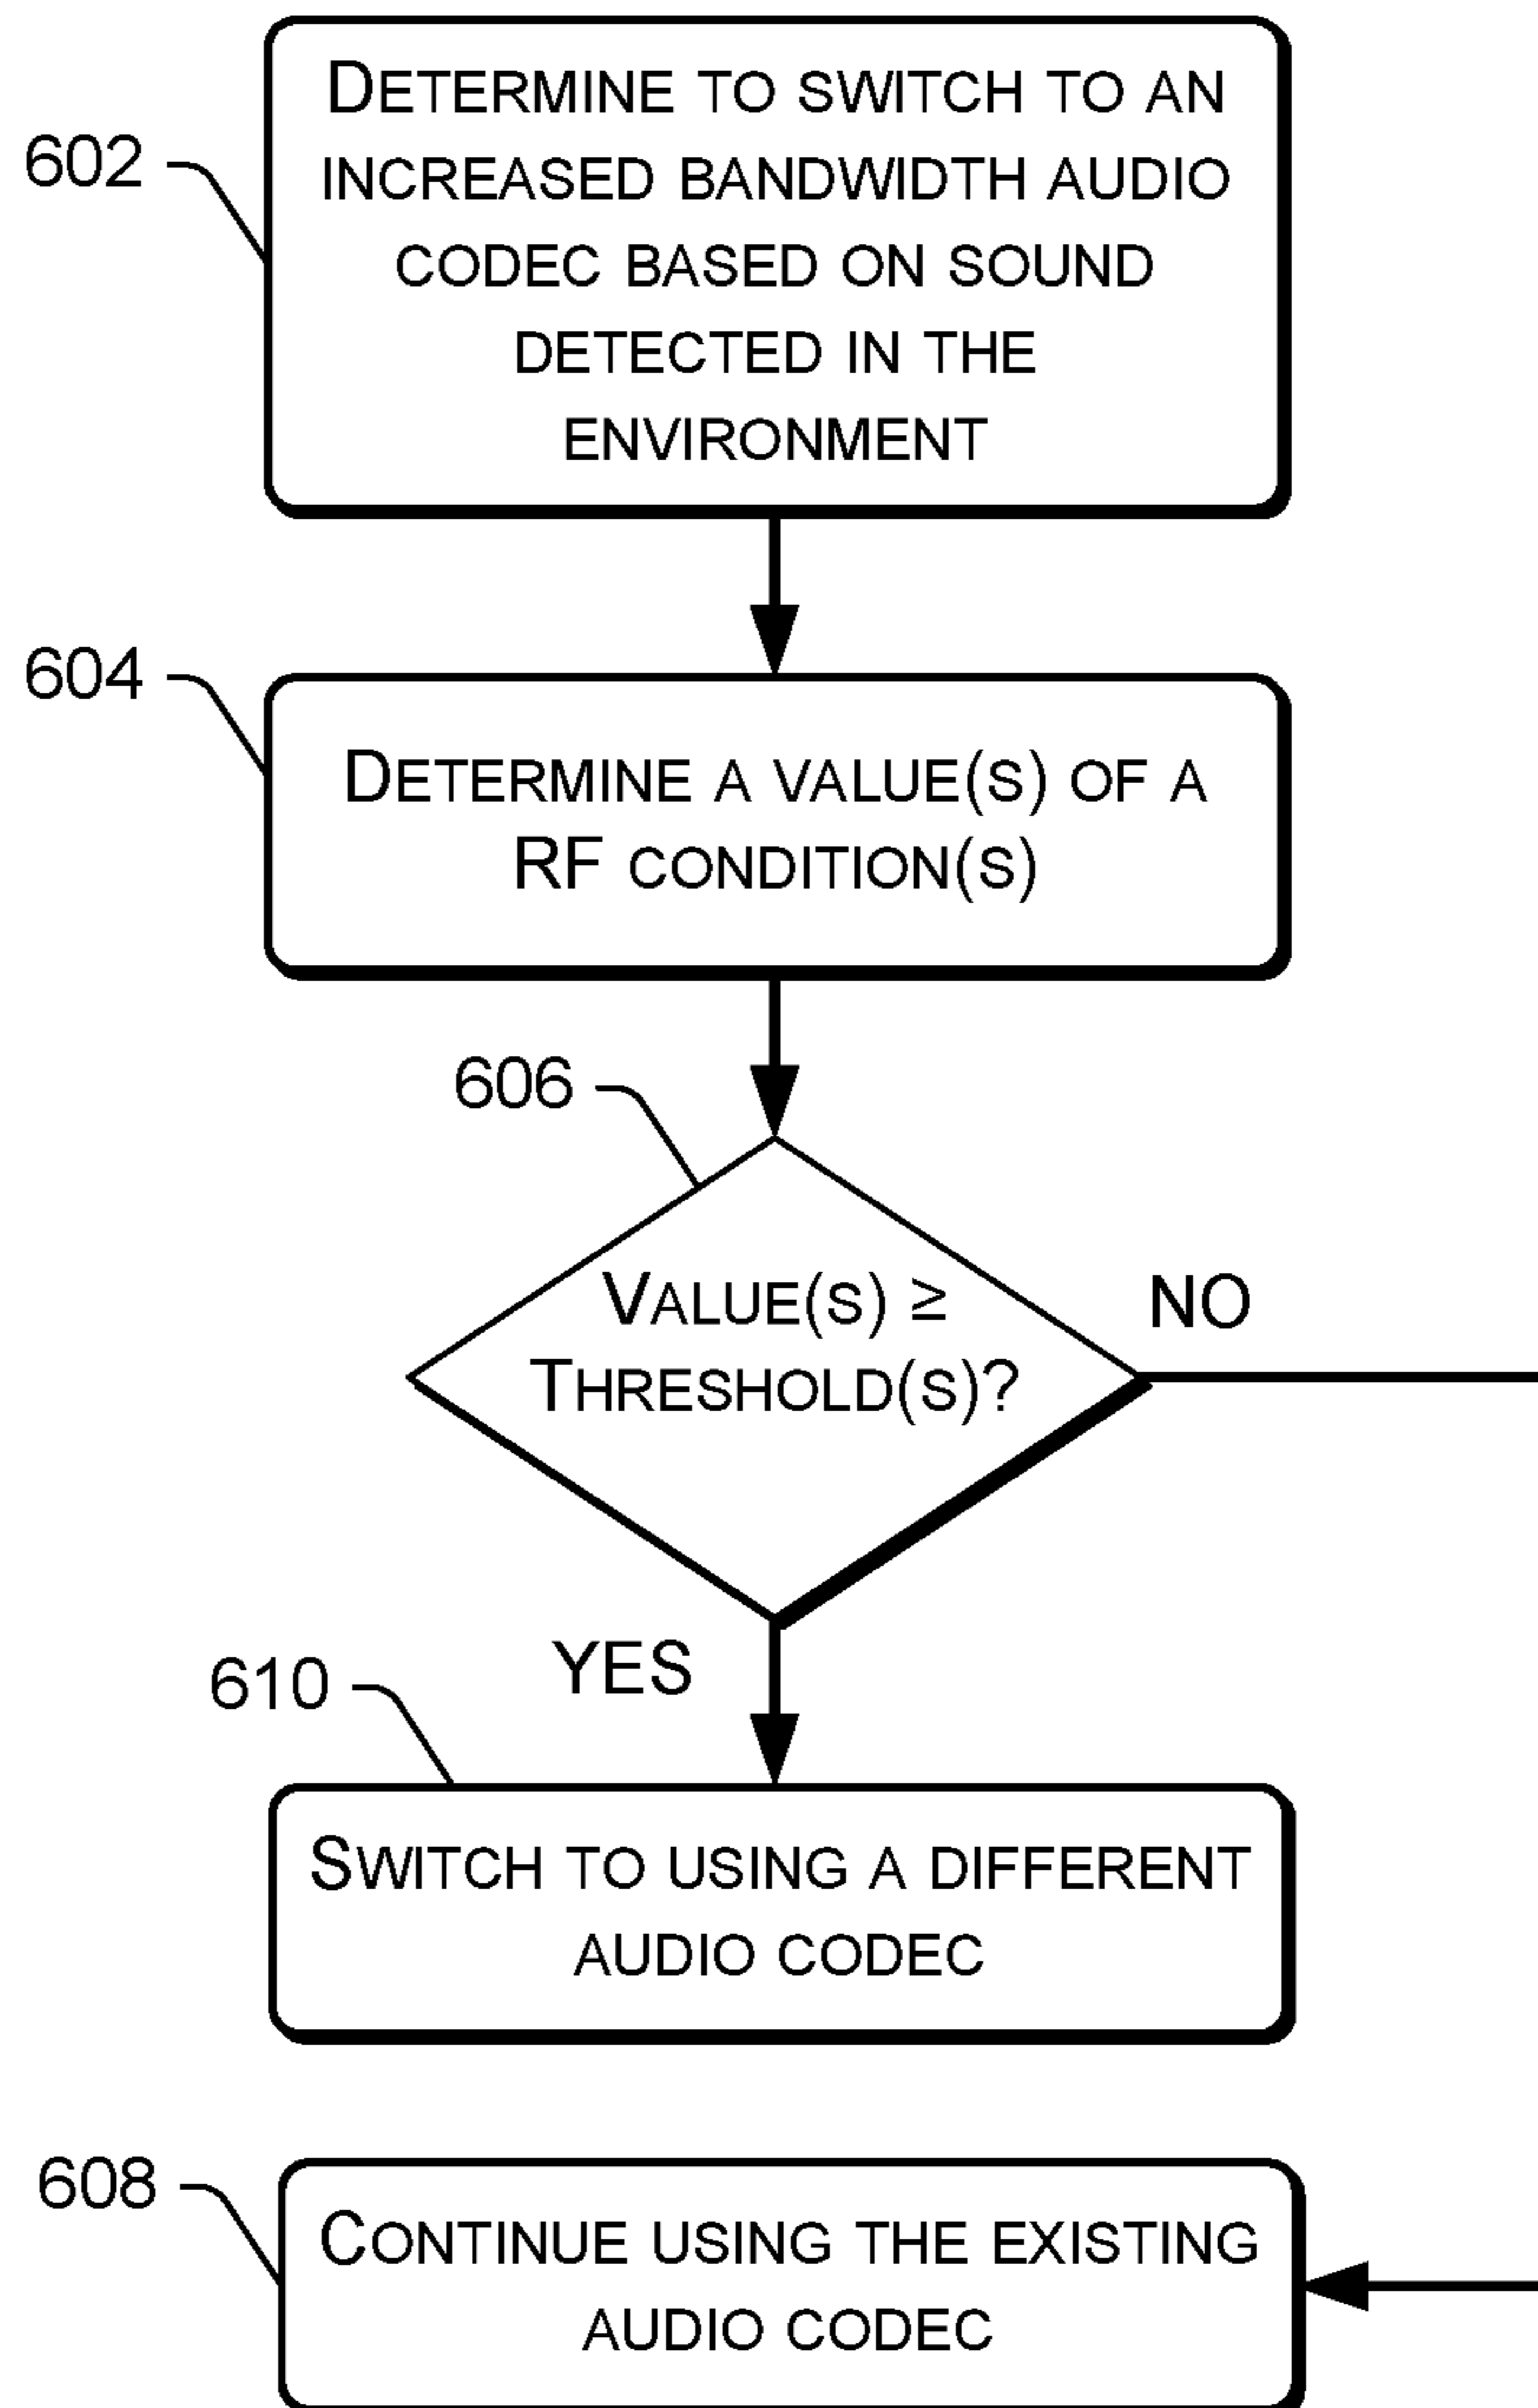 602
DETERMINE TO SWITCH TO AN
INCREASED BANDWIDTH AUDIO
CODEC BASED ON SOUND
DETECTED IN THE
ENVIRONMENT
604
DETERMINE A VALUE(S) OF A
RF CONDITION(S)
606
VALUE(S) ≥
THRESHOLD(S)?
NO
YES
610
SWITCH TO USING A DIFFERENT
AUDIO CODEC
608
CONTINUE USING THE EXISTING
AUDIO CODEC